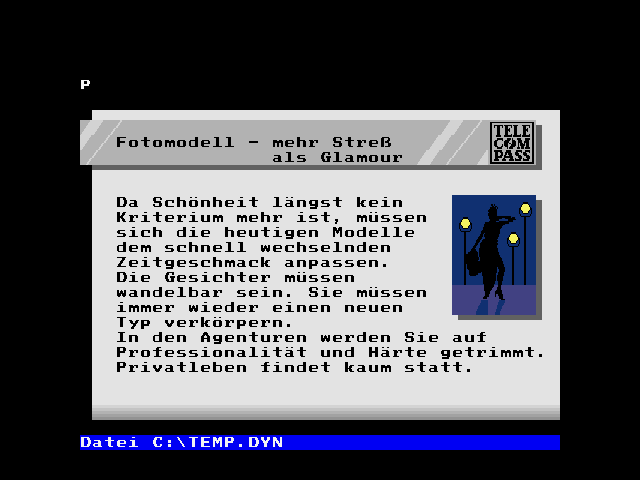 P
Fotomodell - mehr Streß
als Glamour
TELE
COM
PASS
Da Schönheit längst kein
Kriterium mehr ist, müssen
sich die heutigen Modelle
dem schnell wechselnden
Zeitgeschmack anpassen.
Die Gesichter müssen
wandelbar sein. Sie müssen
immer wieder einen neuen
Typ verkörpern.
In den Agenturen werden Sie auf
Professionalität und Härte getrimmt.
Privatleben findet kaum statt.
Datei C:\TEMP.DYN